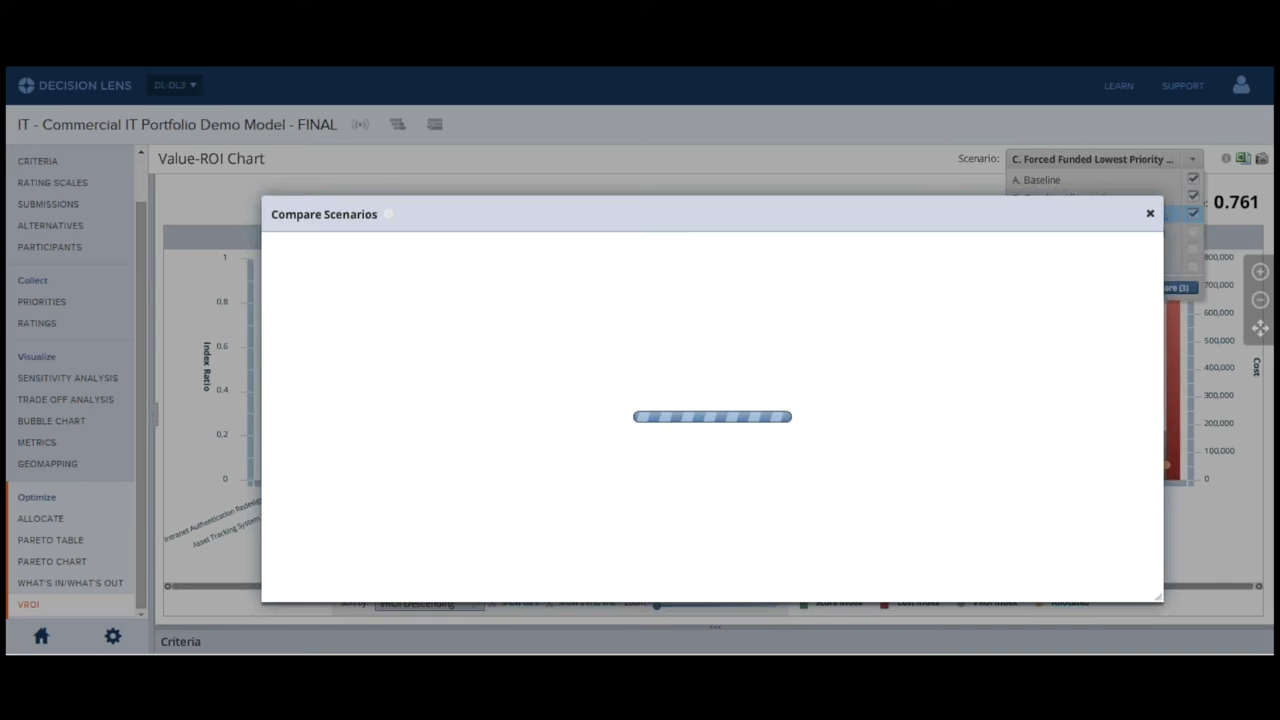 DECISION LENS
DL-DL3
LEARN
SUPPORT
IT - Commercial IT Portfolio Demo Model - FINAL
CRITERIA
RATING SCALES
SUBMISSIONS
ALTERNATIVES
PARTICIPANTS
Collect
PRIORITIES
RATINGS
Visualize
SENSITIVITY ANALYSIS
TRADE OFF ANALYSIS
BUBBLE CHART
METRICS
GEOMAPPING
Optimize
ALLOCATE
PARETO TABLE
PARETO CHART
WHAT'S IN/WHAT'S OUT
VROI
Value-ROI Chart
Scenario:
C. Forced Funded Lowest Priority ...
A. Baseline
: 0.761
Compare Scenarios
1
0.8
0.6
0.4
0.2
0
Index Ratio
Intranet Authentication Redesig
Asset Tracking System
(3)
800,000
700,000
600,000
500,000
400,000
300,000
200,000
100,000
0
Cost
VROI Descending
Criteria